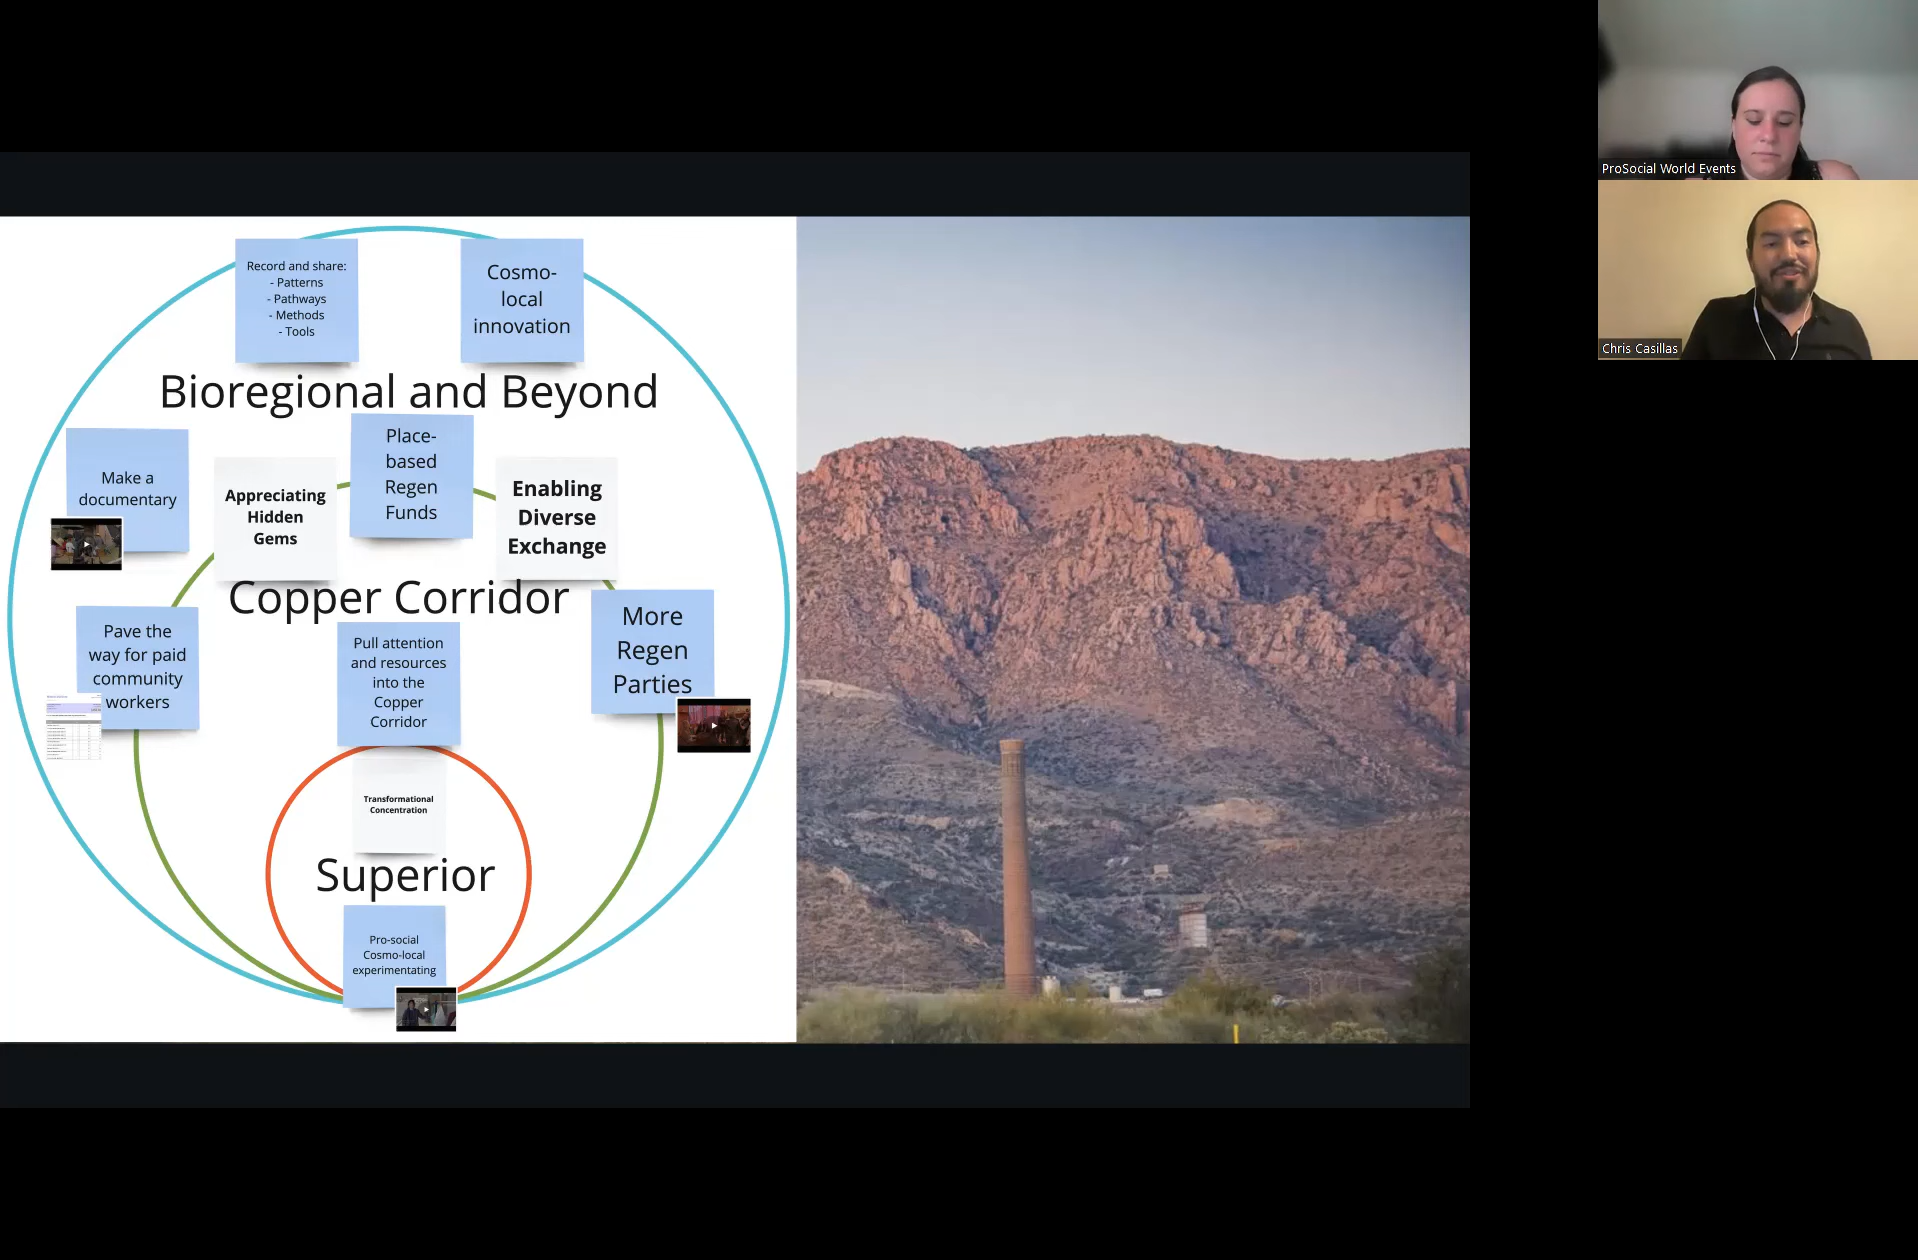 Record and share:
- Patterns
- Pathways
- Methods
- Tools
Cosmo-
local
innovation
Bioregional and Beyond
Make a
documentary
Appreciating
Hidden
Gems
Place-
based
Regen
Funds
Enabling
Diverse
Exchange
Copper Corridor
Pave the
way for paid
community
workers
Pull attention
and resources
into the
Copper
Corridor
More
Regen
Parties
Transformational
Concentration
Superior
Pro-social
Cosmo-local
experimentating
ProSocial World Events
Chris Casillas